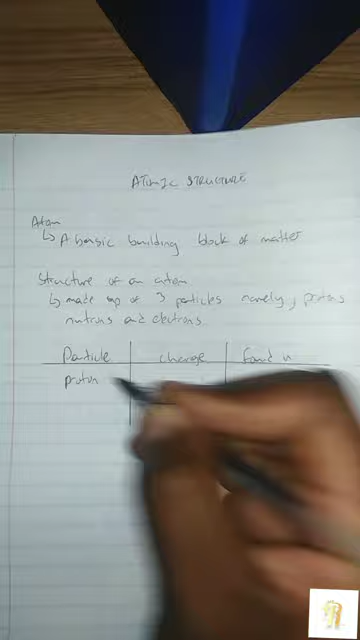 ATOMIC STRUCTURE
Atom
↳ A basic building block of matter
Structure of an atom
↳ made up of 3 particles namely; protons
nutrons and electrons.
Particle charge Found in
proton